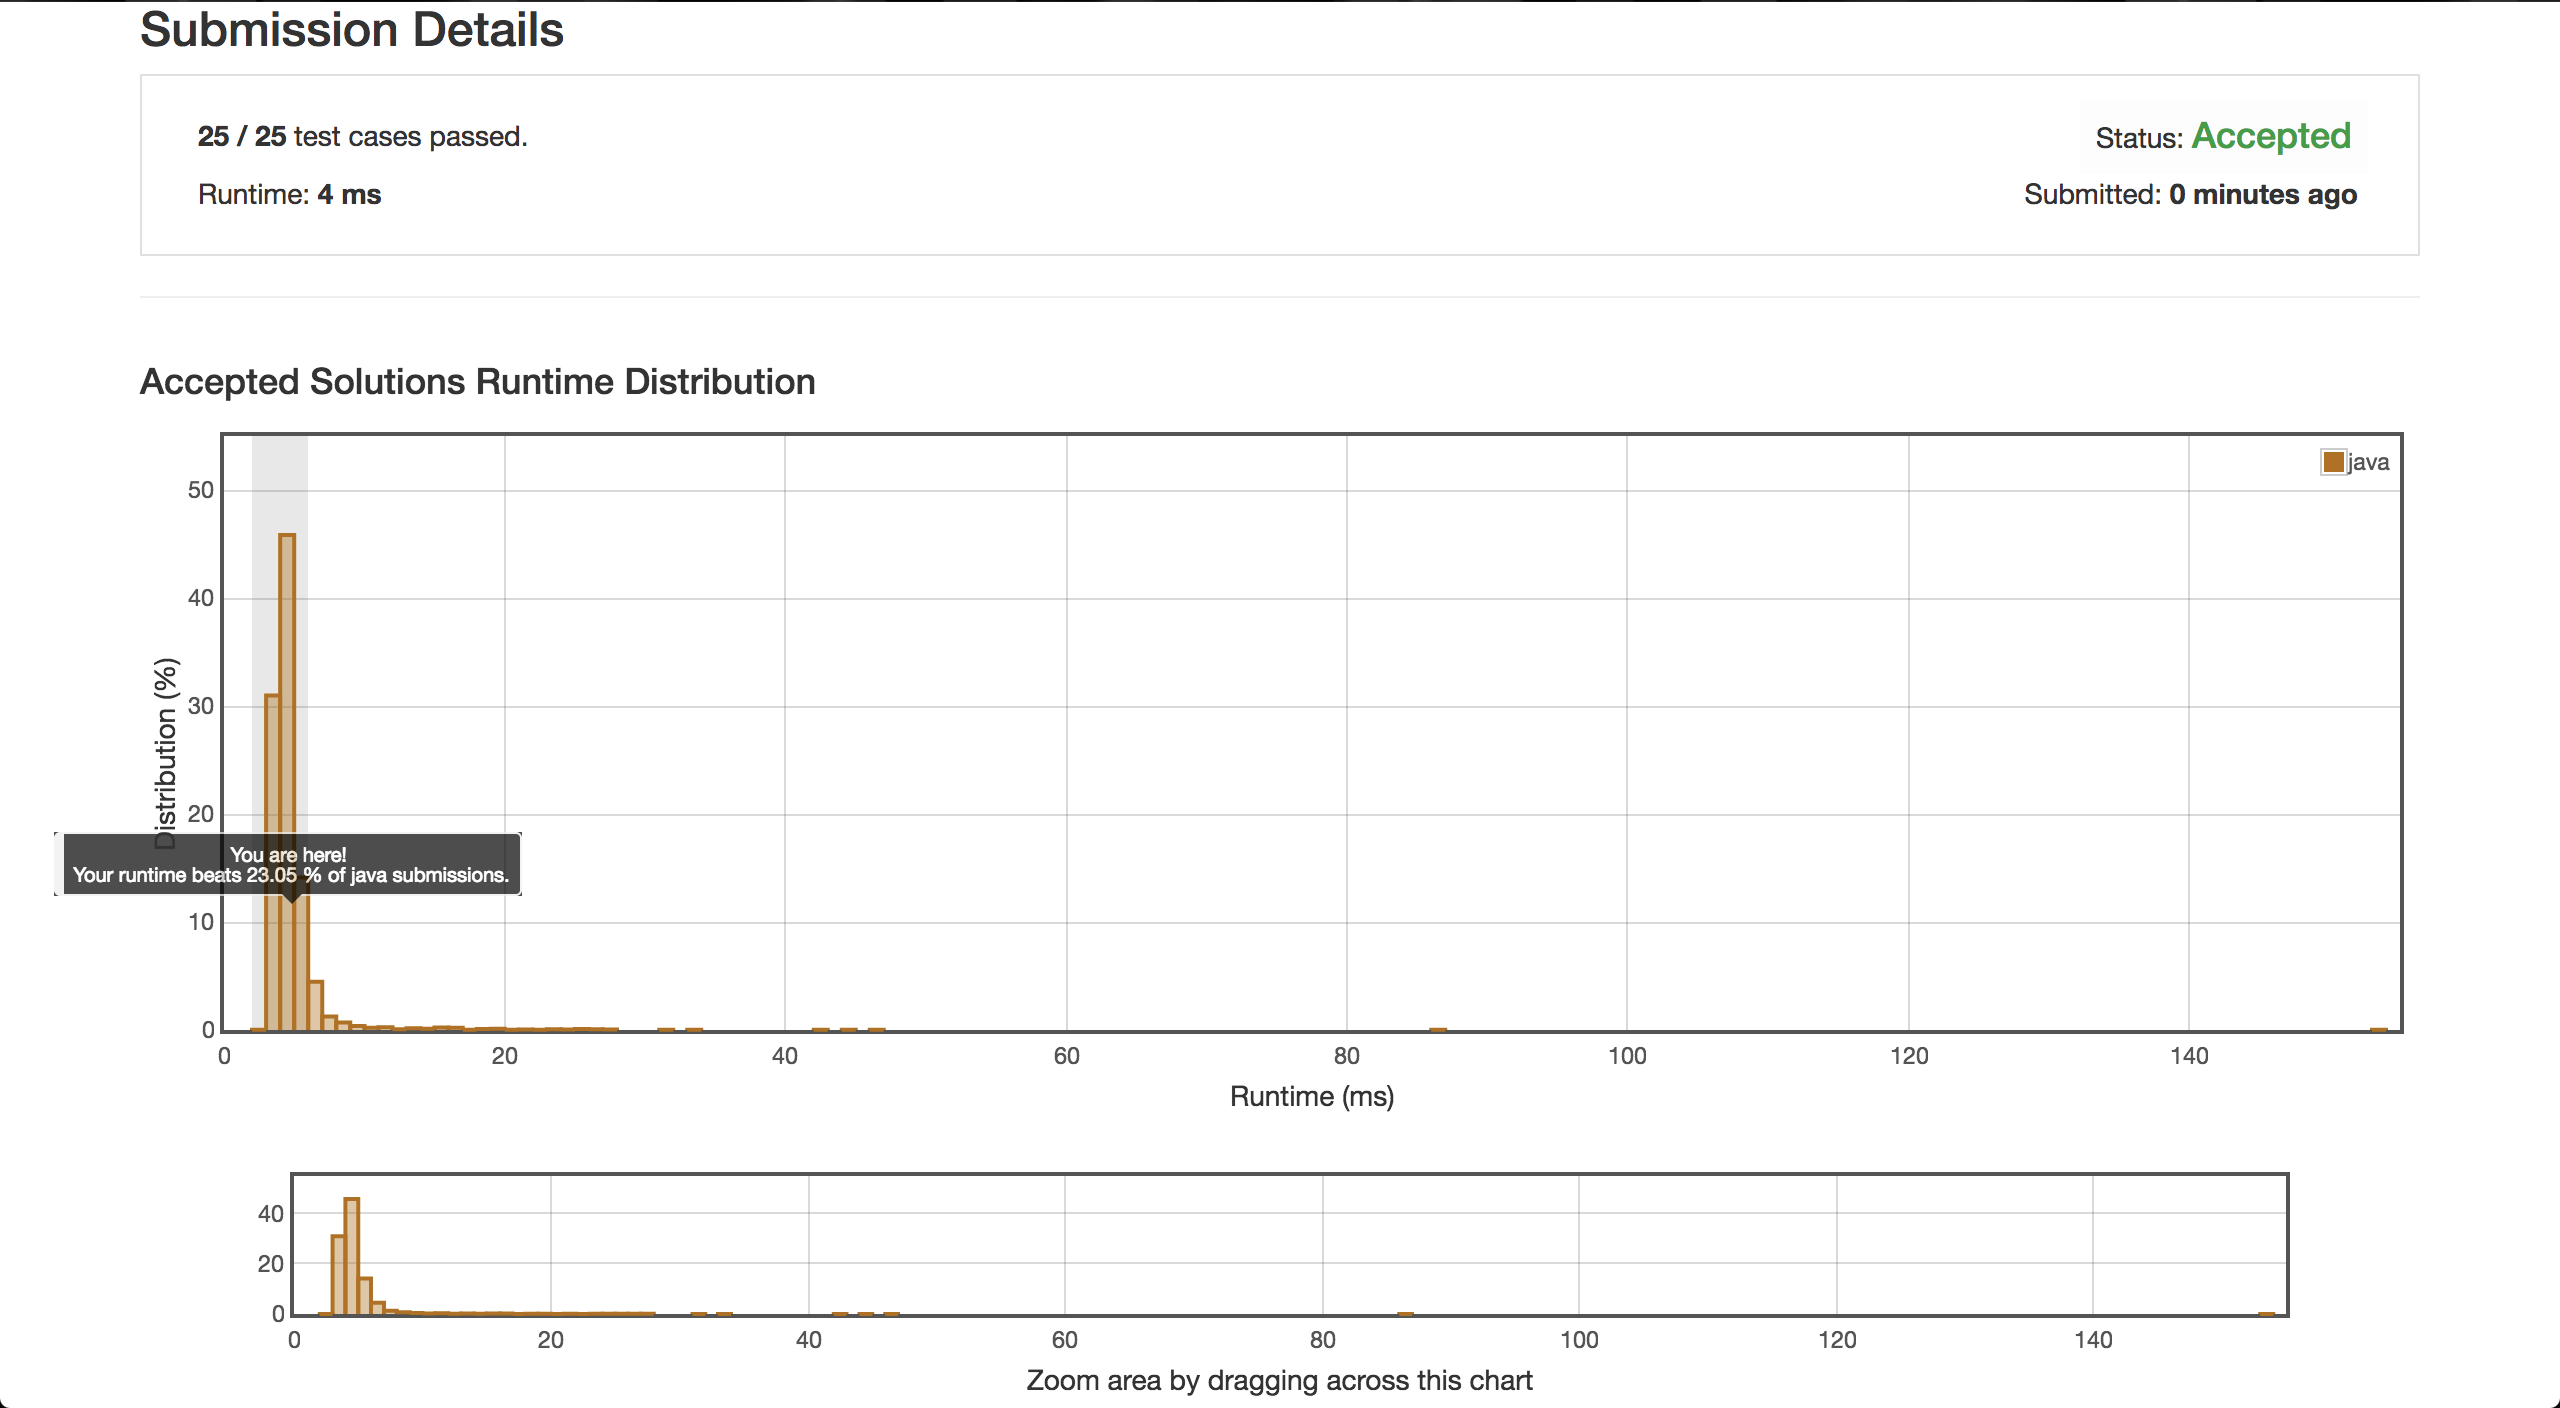 Submission Details
25 / 25 test cases passed.
Status: Accepted
Runtime: 4 ms
Submitted: 0 minutes ago
Accepted Solutions Runtime Distribution
java
50
40
30
20
10
0
Distribution (%)
You are here!
Your runtime beats 23.05 % of java submissions.
0 20 40 60 80 100 120 140
Runtime (ms)
40
20
0
0 20 40 60 80 100 120 140
Zoom area by dragging across this chart